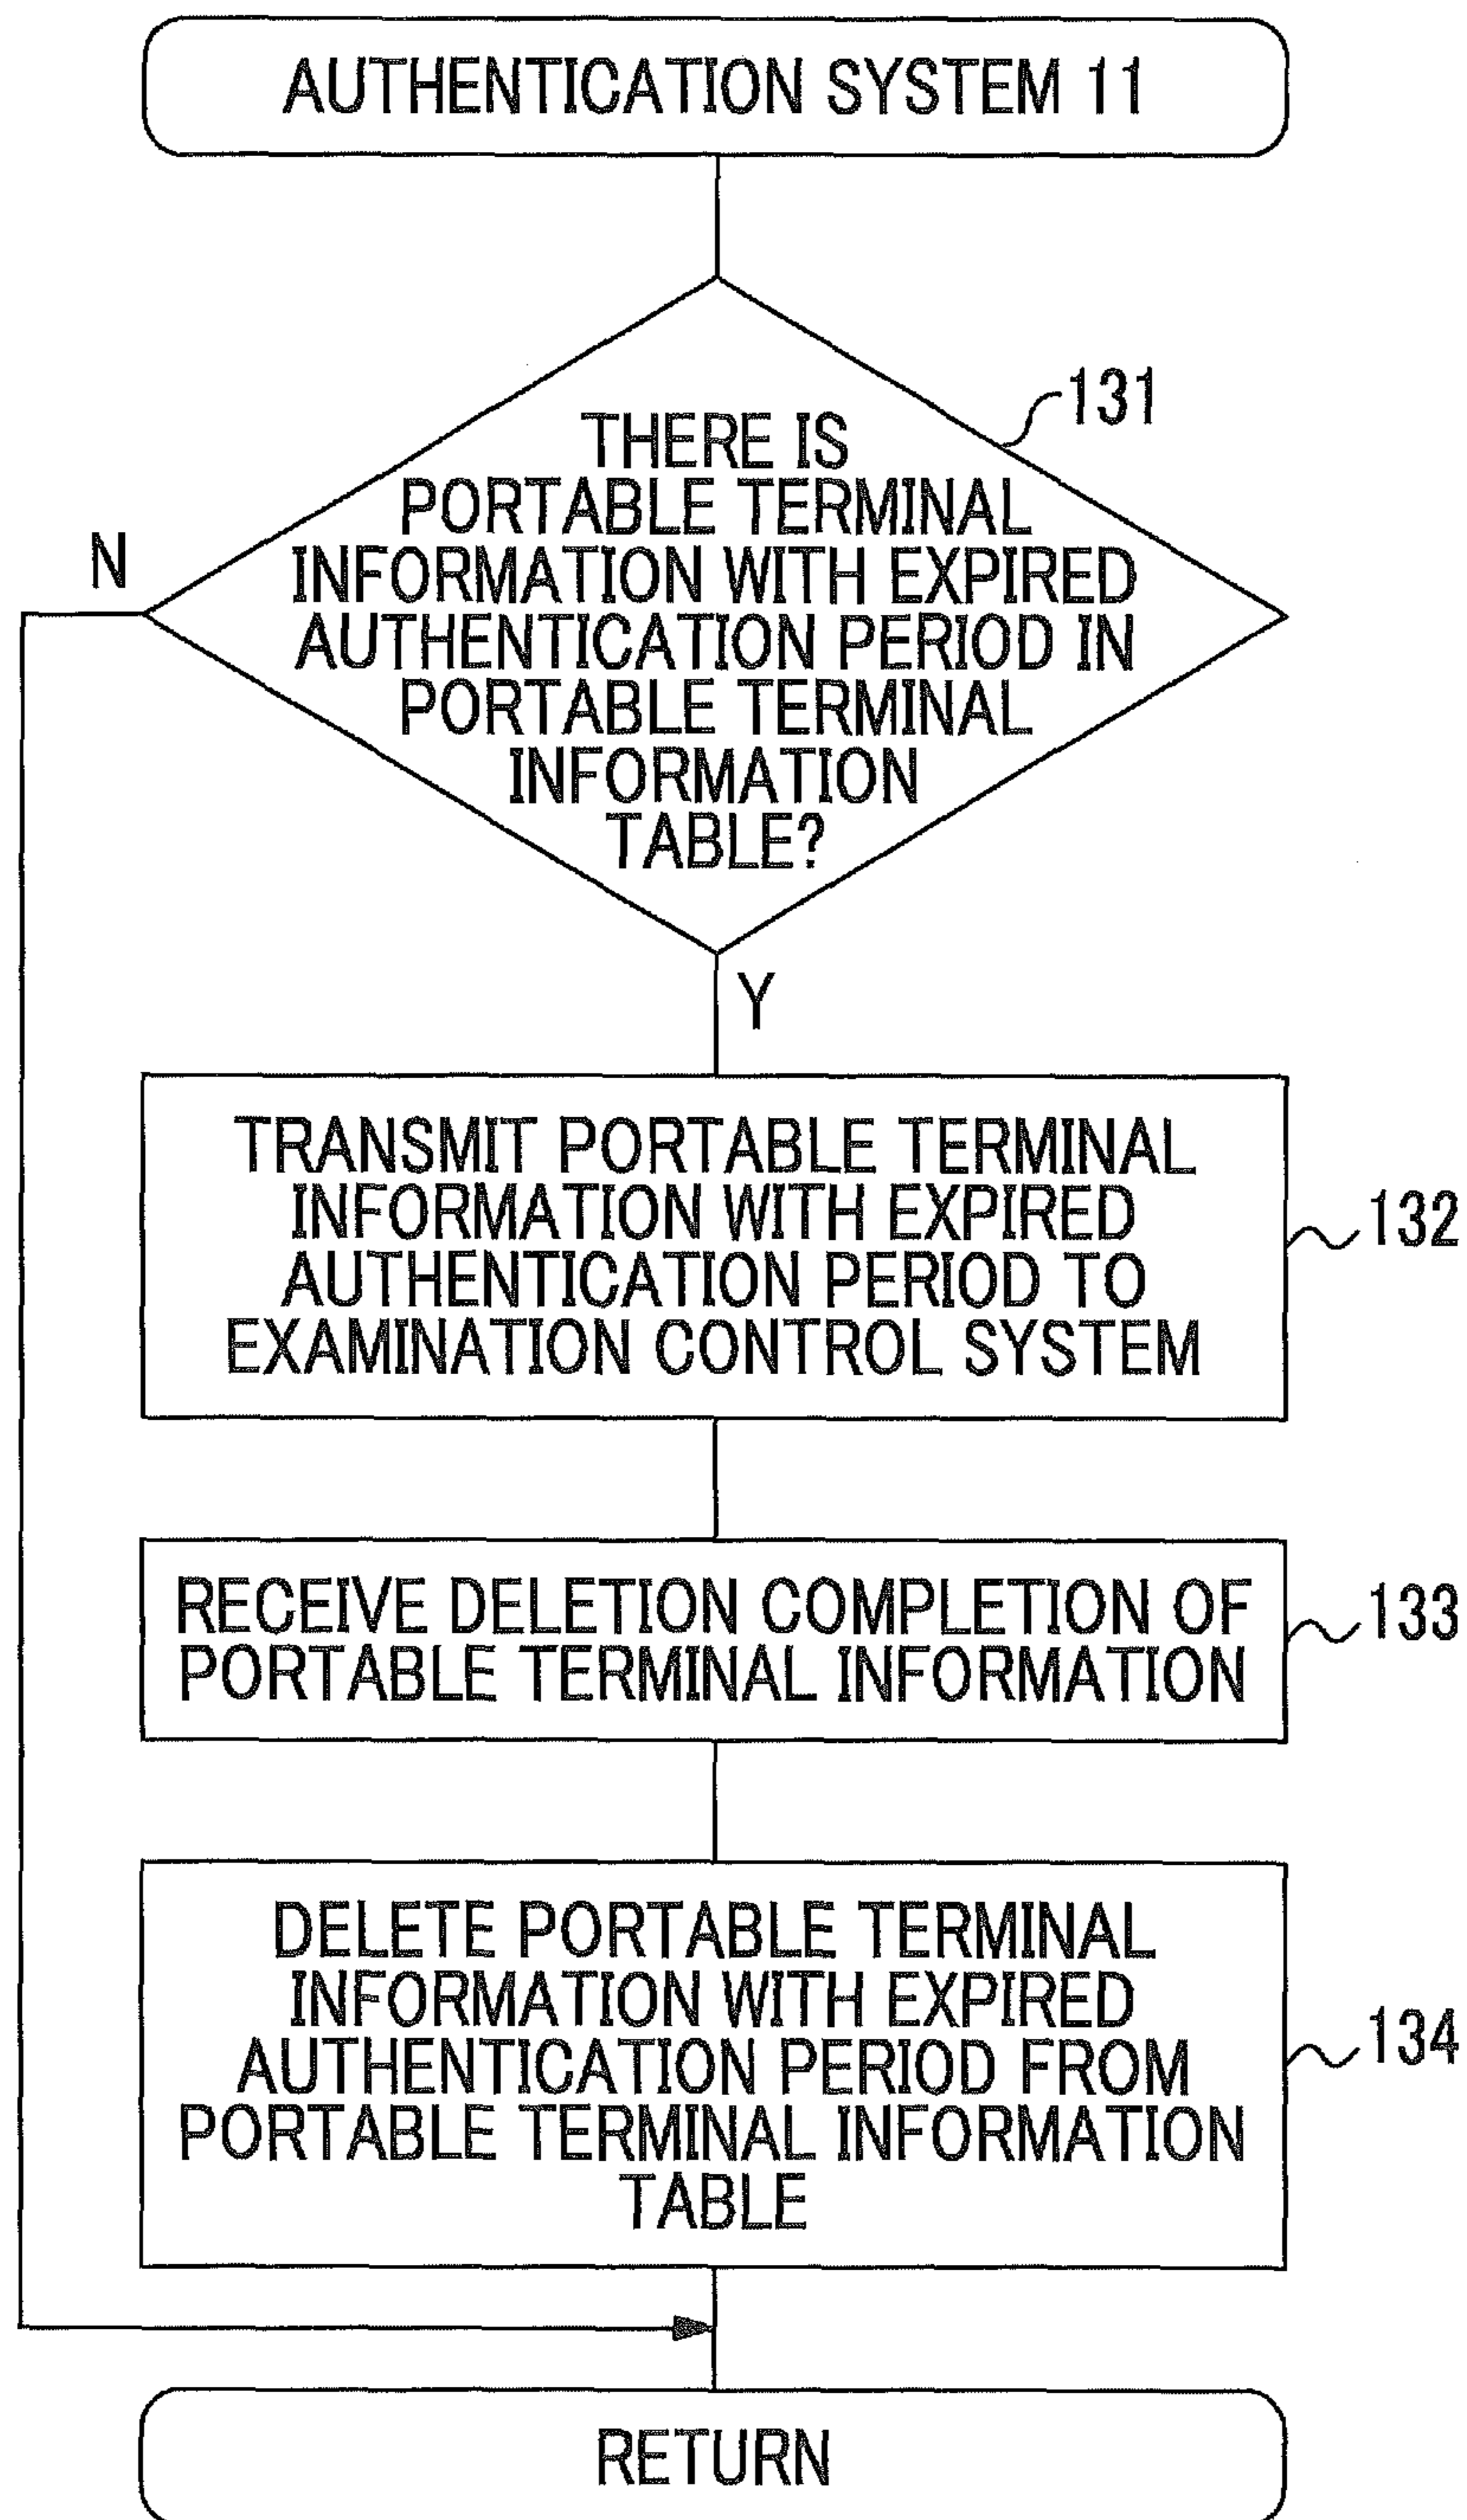 AUTHENTICATION SYSTEM 11
131
THERE IS
PORTABLE TERMINAL
INFORMATION WITH EXPIRED
AUTHENTICATION PERIOD IN
PORTABLE TERMINAL
INFORMATION
TABLE?
N
Y
TRANSMIT PORTABLE TERMINAL
INFORMATION WITH EXPIRED
AUTHENTICATION PERIOD TO
EXAMINATION CONTROL SYSTEM
132
RECEIVE DELETION COMPLETION OF
PORTABLE TERMINAL INFORMATION
133
DELETE PORTABLE TERMINAL
INFORMATION WITH EXPIRED
AUTHENTICATION PERIOD FROM
PORTABLE TERMINAL INFORMATION
TABLE
134
RETURN